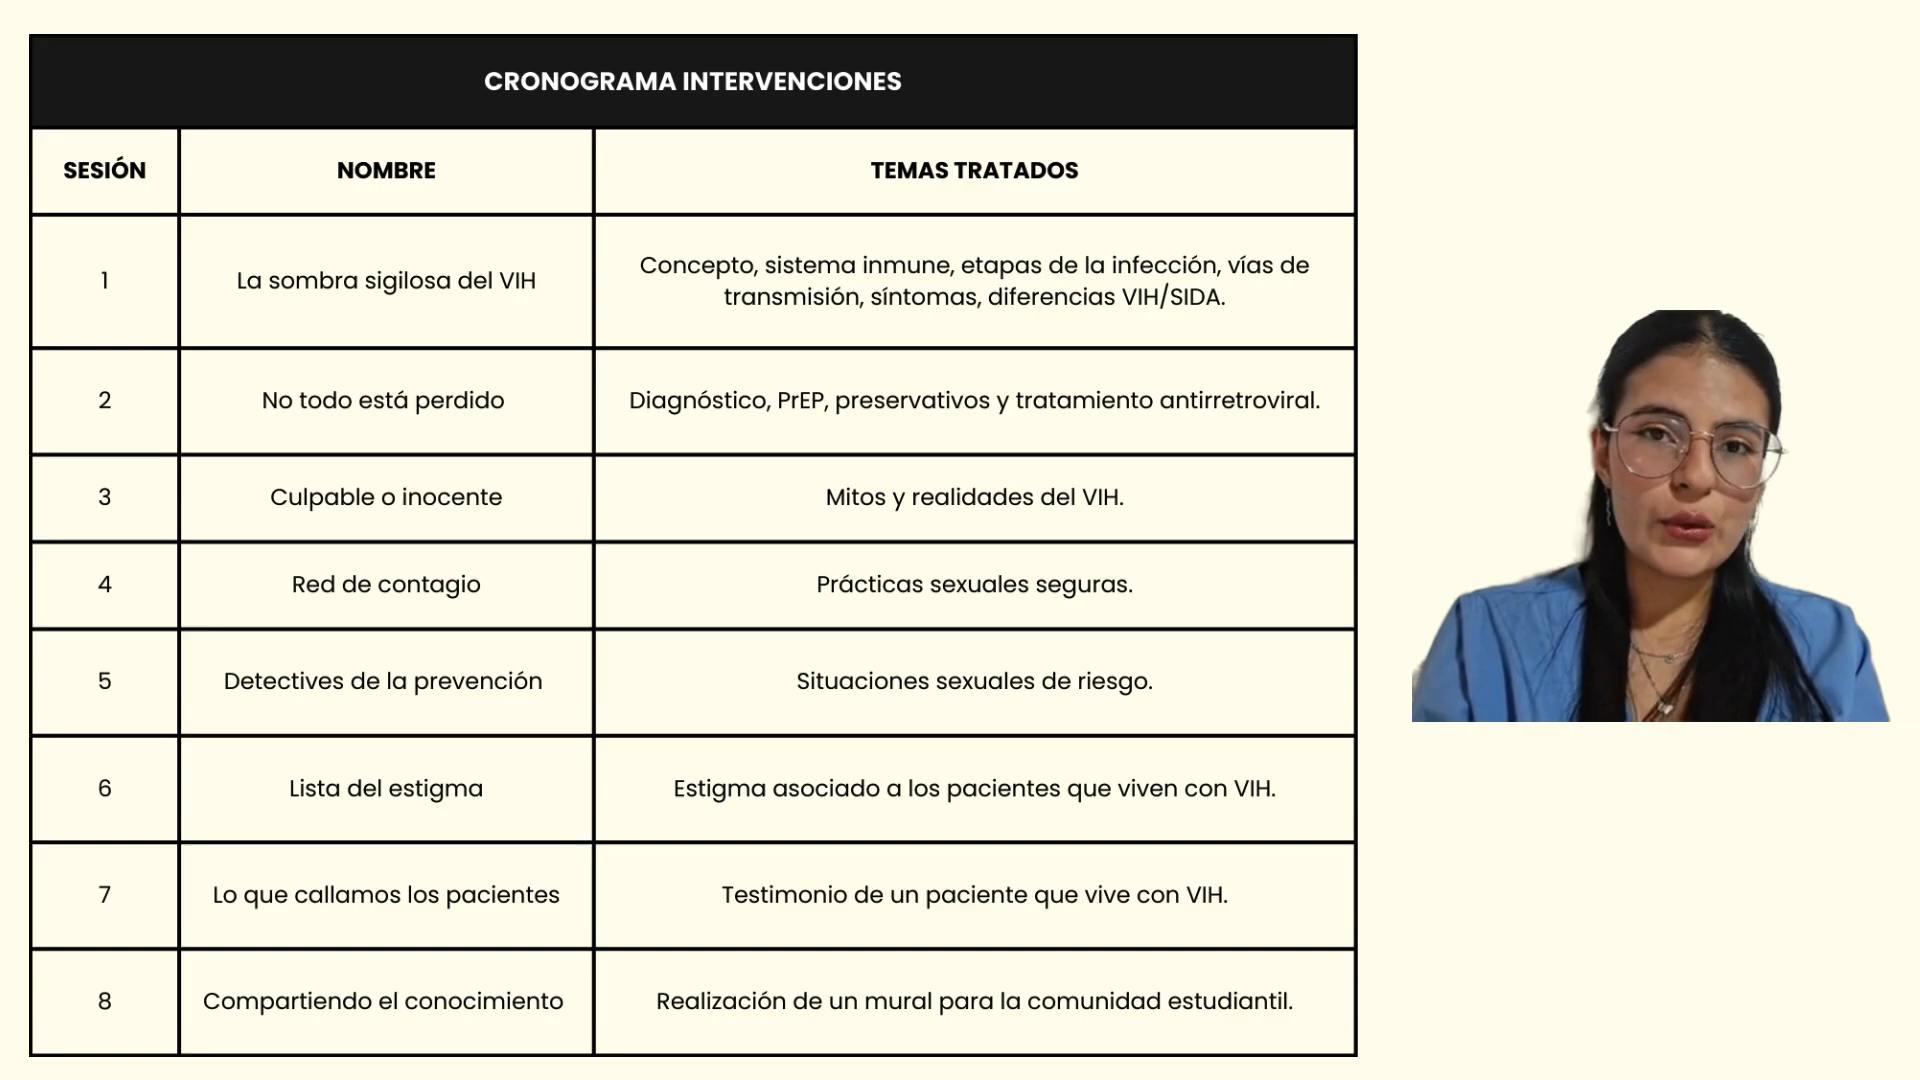 CRONOGRAMA INTERVENCIONES
SESIÓN
NOMBRE
TEMAS TRATADOS
1
La sombra sigilosa del VIH
Concepto, sistema inmune, etapas de la infección, vías de
transmisión, síntomas, diferencias VIH/SIDA.
2
No todo está perdido
Diagnóstico, PrEP, preservativos y tratamiento antirretroviral.
3
Culpable o inocente
Mitos y realidades del VIH.
4
Red de contagio
Prácticas sexuales seguras.
5
Detectives de la prevención
Situaciones sexuales de riesgo.
6
Lista del estigma
Estigma asociado a los pacientes que viven con VIH.
7
Lo que callamos los pacientes
Testimonio de un paciente que vive con VIH.
8
Compartiendo el conocimiento
Realización de un mural para la comunidad estudiantil.